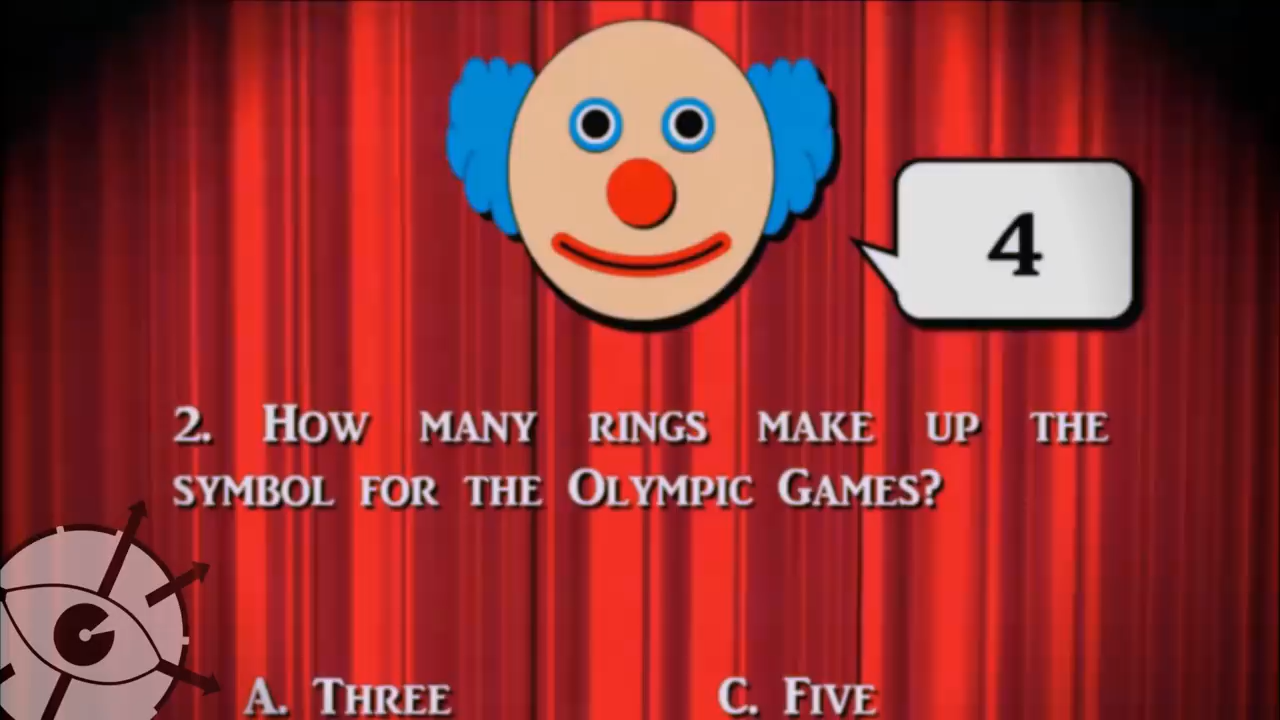 4
2. How many rings make up the
symbol for the Olympic Games?
A. Three
C. Five